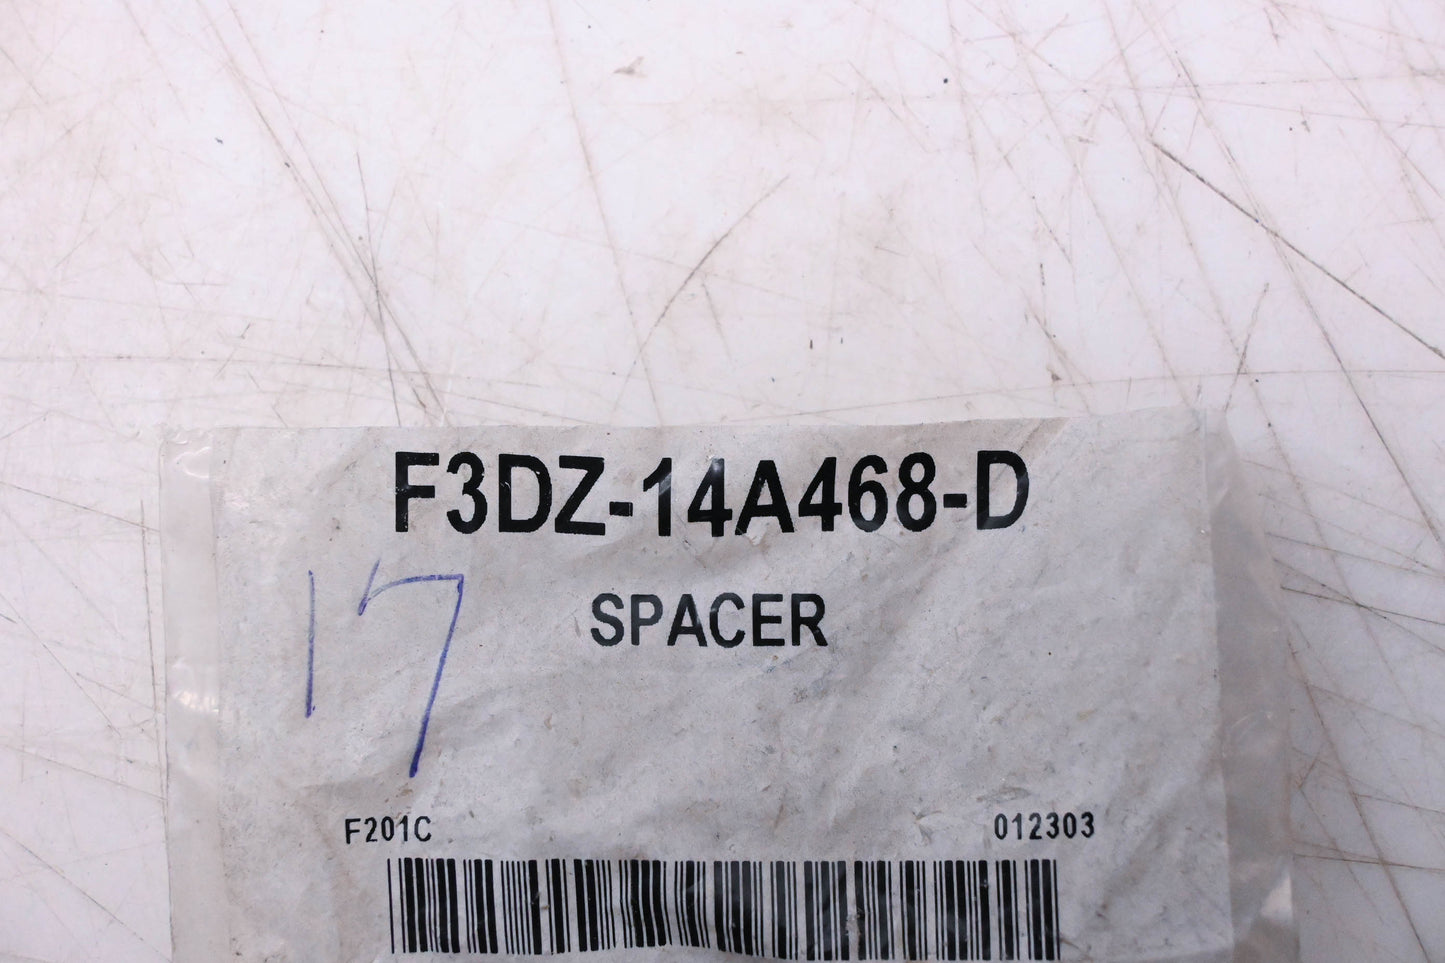 F3DZ-14A468-D
SPACER
17
F201C 012303